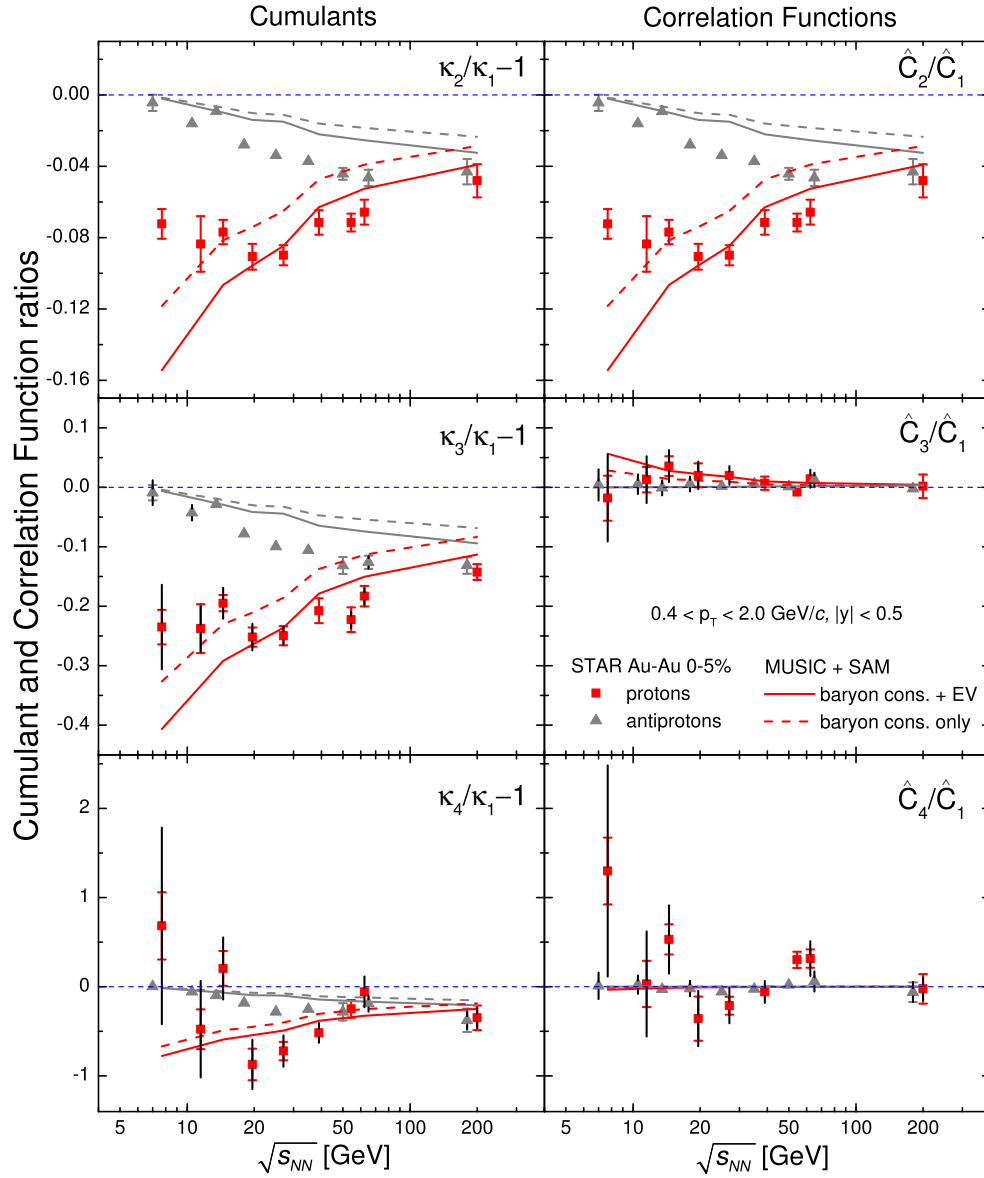 Cumulants
Correlation Functions
Cumulant and Correlation Function ratios
κ₂/κ₁−1
Ĉ₂/Ĉ₁
0.00
-0.04
-0.08
-0.12
-0.16
κ₃/κ₁−1
Ĉ₃/Ĉ₁
0.1
0.0
-0.1
-0.2
-0.3
-0.4
0.4 < p_T < 2.0 GeV/c, |y| < 0.5
STAR Au-Au 0-5%
MUSIC + SAM
protons
baryon cons. + EV
antiprotons
baryon cons. only
κ₄/κ₁−1
Ĉ₄/Ĉ₁
2
1
0
-1
5 10 20 50 100 200
5 10 20 50 100 200
√s_NN [GeV]
√s_NN [GeV]